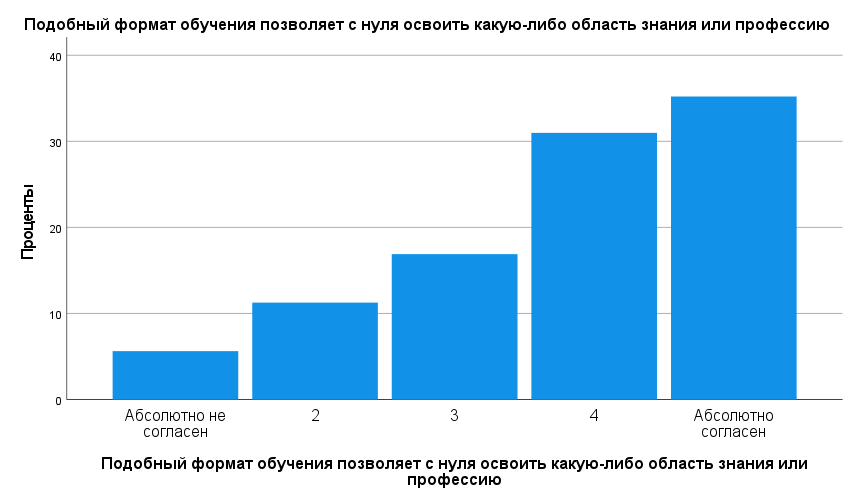 Подобный формат обучения позволяет с нуля освоить какую-либо область знания или профессию
40
30
20
10
0
Проценты
Абсолютно не
согласен
2
3
4
Абсолютно
согласен
Подобный формат обучения позволяет с нуля освоить какую-либо область знания или
профессию